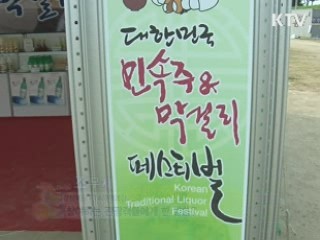 KTV
대한민국
민속주&
막걸리
페스티벌
Korean
Traditional Liquor
Festival